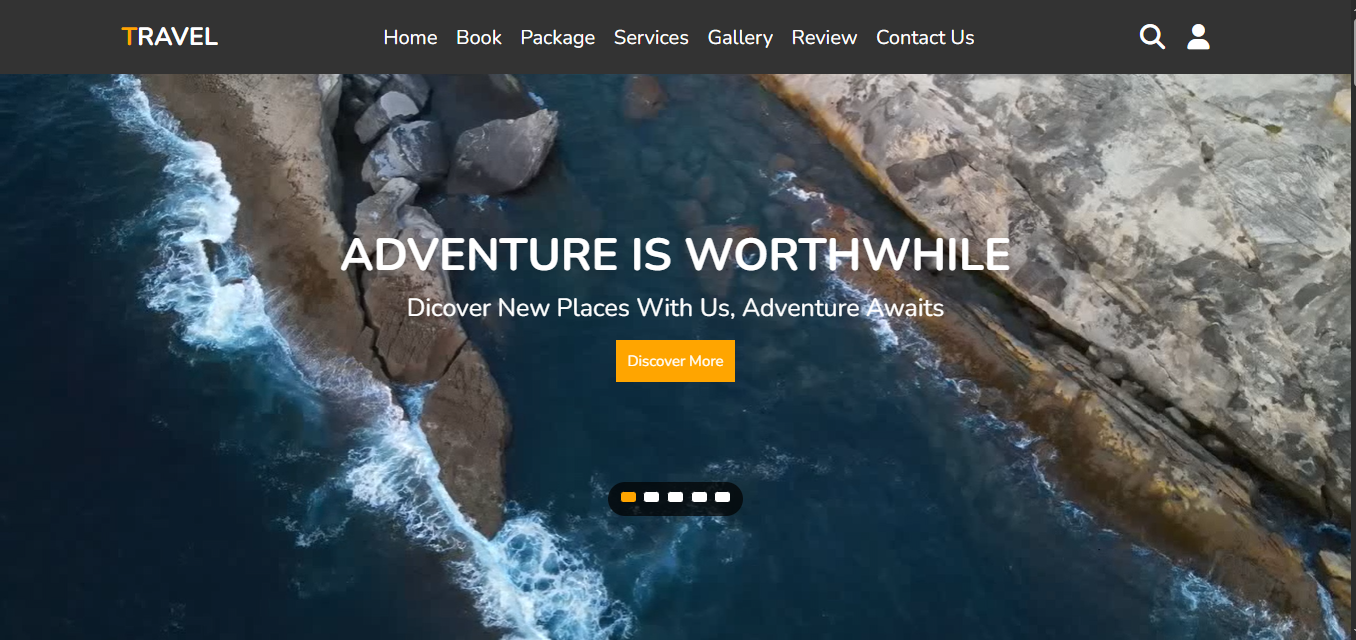 TRAVEL
Home Book Package Services Gallery Review Contact Us
ADVENTURE IS WORTHWHILE
Dicover New Places With Us, Adventure Awaits
Discover More